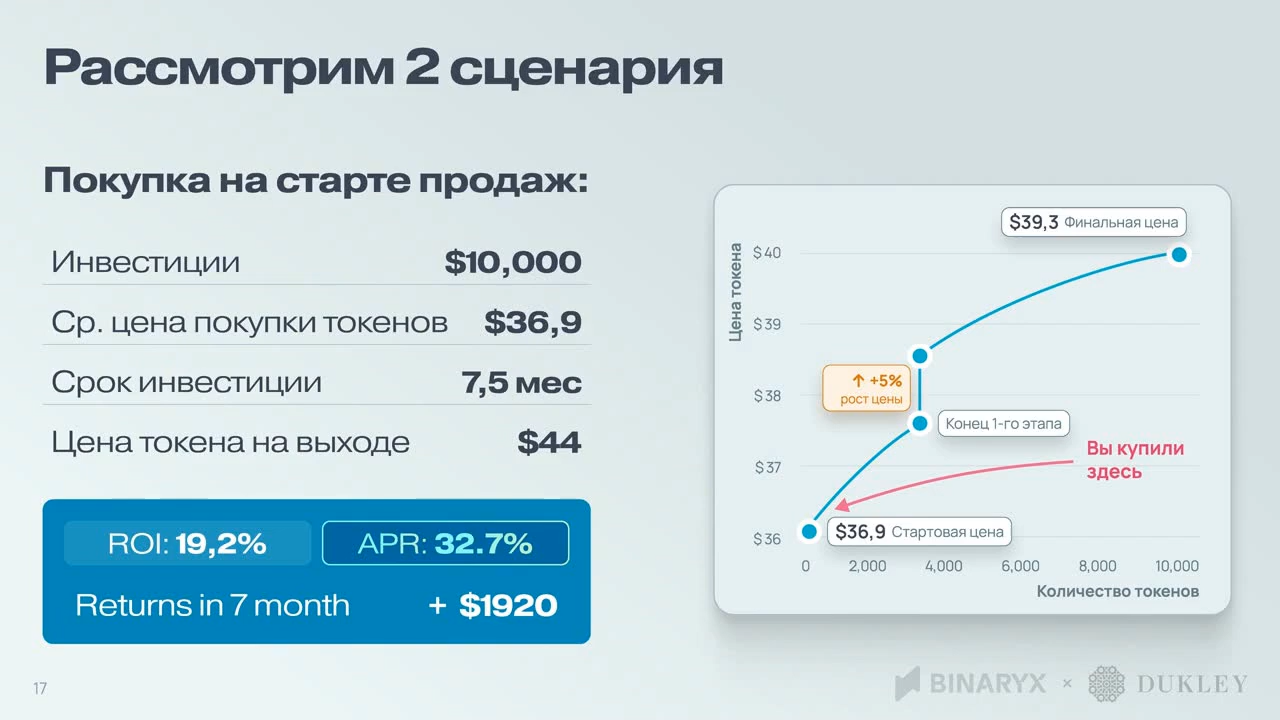 Рассмотрим 2 сценария
Покупка на старте продаж:
Инвестиции $10,000
Ср. цена покупки токенов $36,9
Срок инвестиции 7,5 мес
Цена токена на выходе $44
ROI: 19,2% APR: 32.7%
Returns in 7 month + $1920
17
Цена токена
$39,3 Финальная цена
$40
$39
$38
$37
$36
↑ +5%
рост цены
Конец 1-го этапа
Вы купили
здесь
$36,9 Стартовая цена
0 2,000 4,000 6,000 8,000 10,000
Количество токенов
BINARYX × DUKLEY